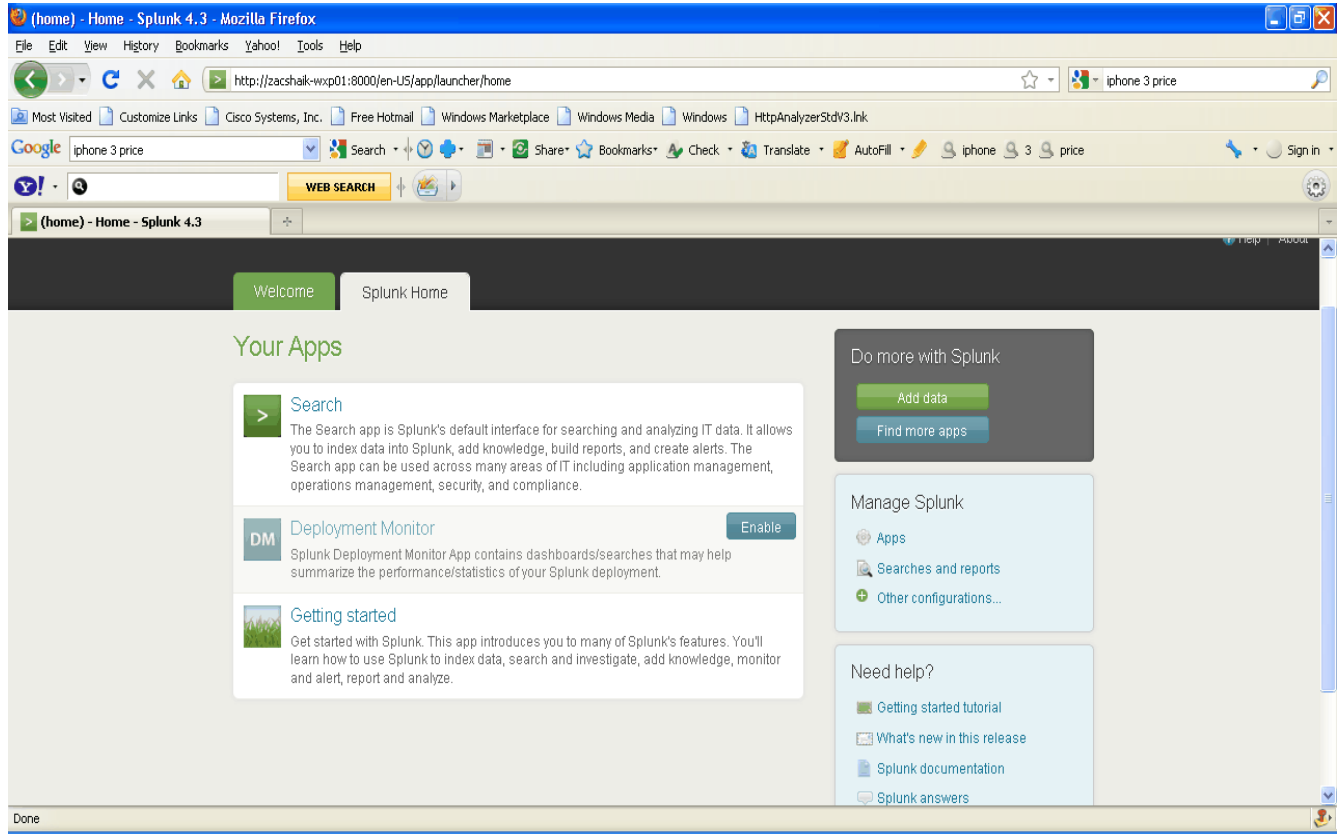 (home) - Home - Splunk 4.3 - Mozilla Firefox
File Edit View History Bookmarks Yahoo! Tools Help
http://zacshaik-wxp01:8000/en-US/app/launcher/home
iphone 3 price
Most Visited Customize Links Cisco Systems, Inc. Free Hotmail Windows Marketplace Windows Media Windows HttpAnalyzerStdV3.lnk
Google iphone 3 price Search Share Bookmarks Check Translate AutoFill iphone 3 price Sign in
Y! WEB SEARCH
(home) - Home - Splunk 4.3
Help | About
Welcome
Splunk Home
Your Apps
> Search
The Search app is Splunk's default interface for searching and analyzing IT data. It allows
you to index data into Splunk, add knowledge, build reports, and create alerts. The
Search app can be used across many areas of IT including application management,
operations management, security, and compliance.
DM Deployment Monitor
Enable
Splunk Deployment Monitor App contains dashboards/searches that may help
summarize the performance/statistics of your Splunk deployment.
Getting started
Get started with Splunk. This app introduces you to many of Splunk's features. You'll
learn how to use Splunk to index data, search and investigate, add knowledge, monitor
and alert, report and analyze.
Do more with Splunk
Add data
Find more apps
Manage Splunk
Apps
Searches and reports
Other configurations...
Need help?
Getting started tutorial
What's new in this release
Splunk documentation
Splunk answers
Done